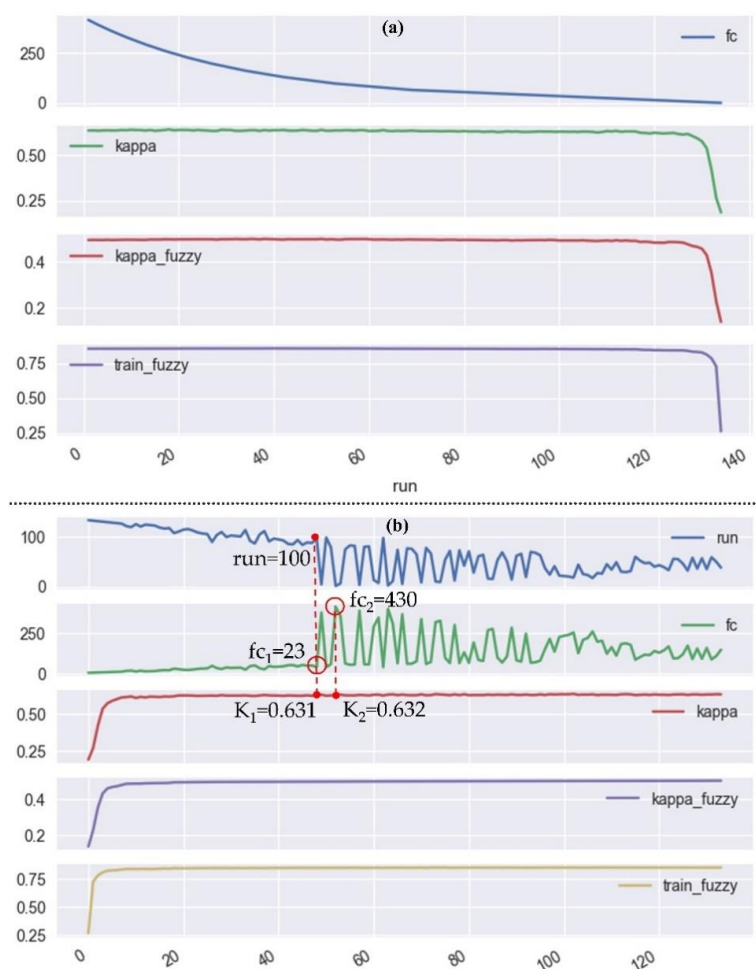 (a)
fc
250
0
kappa
0.50
0.25
kappa_fuzzy
0.4
0.2
train_fuzzy
0.75
0.50
0.25
0 20 40 60 80 100 120 140
run
(b)
run
100
0
run=100
fc
fc₂=430
250
fc₁=23
0
kappa
0.50
K₁=0.631 K₂=0.632
0.25
kappa_fuzzy
0.4
0.2
train_fuzzy
0.75
0.50
0.25
0 20 40 60 80 100 120